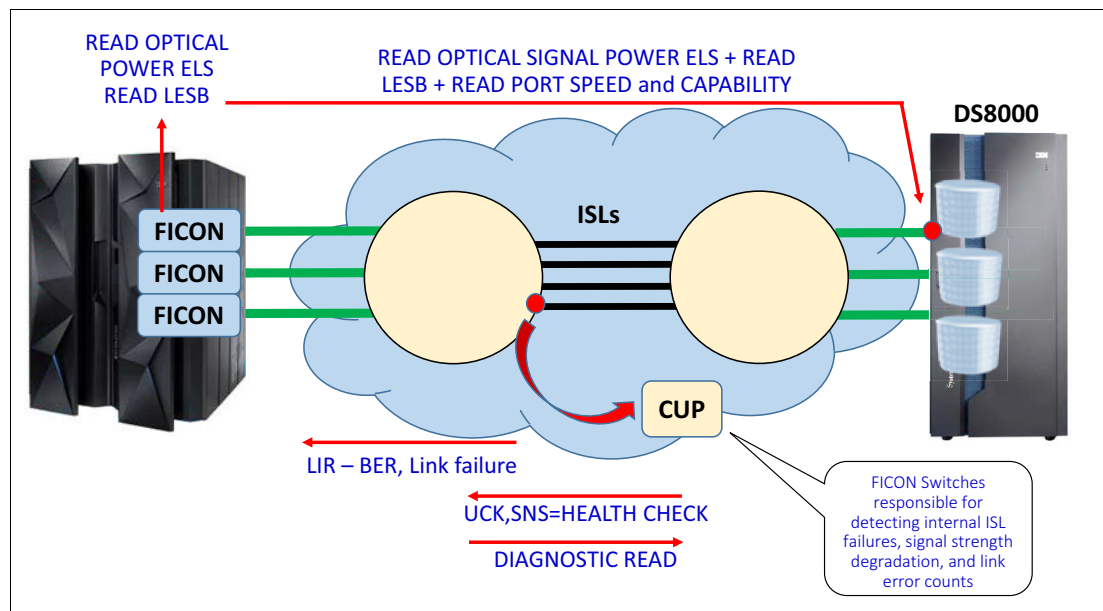 READ OPTICAL
POWER ELS
READ LESB
READ OPTICAL SIGNAL POWER ELS + READ
LESB + READ PORT SPEED and CAPABILITY
DS8000
IBM
ISLs
FICON
FICON
FICON
CUP
LIR – BER, Link failure
UCK,SNS=HEALTH CHECK
DIAGNOSTIC READ
FICON Switches
responsible for
detecting internal ISL
failures, signal strength
degradation, and link
error counts